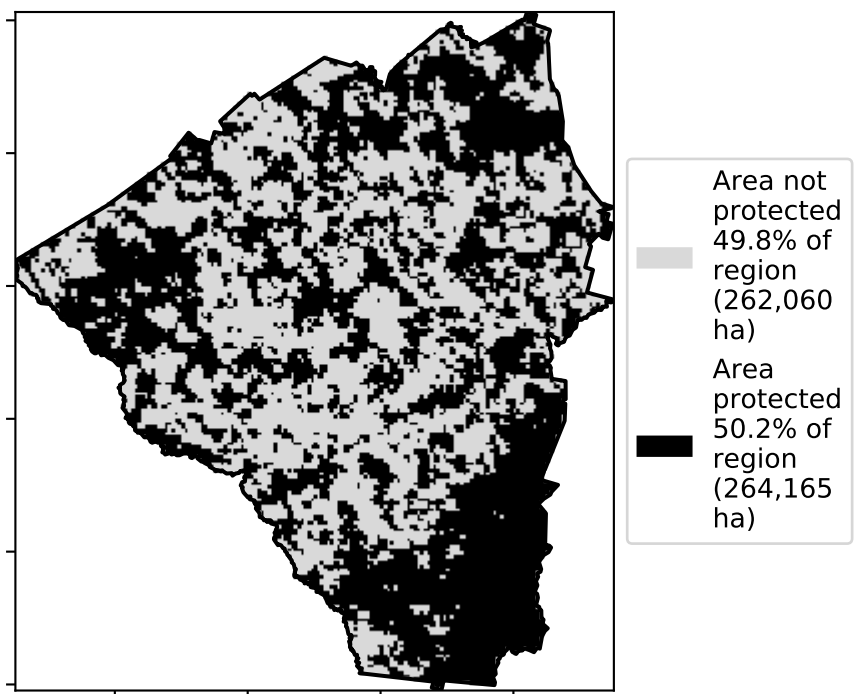 Area not
protected
49.8% of
region
(262,060
ha)
Area
protected
50.2% of
region
(264,165
ha)